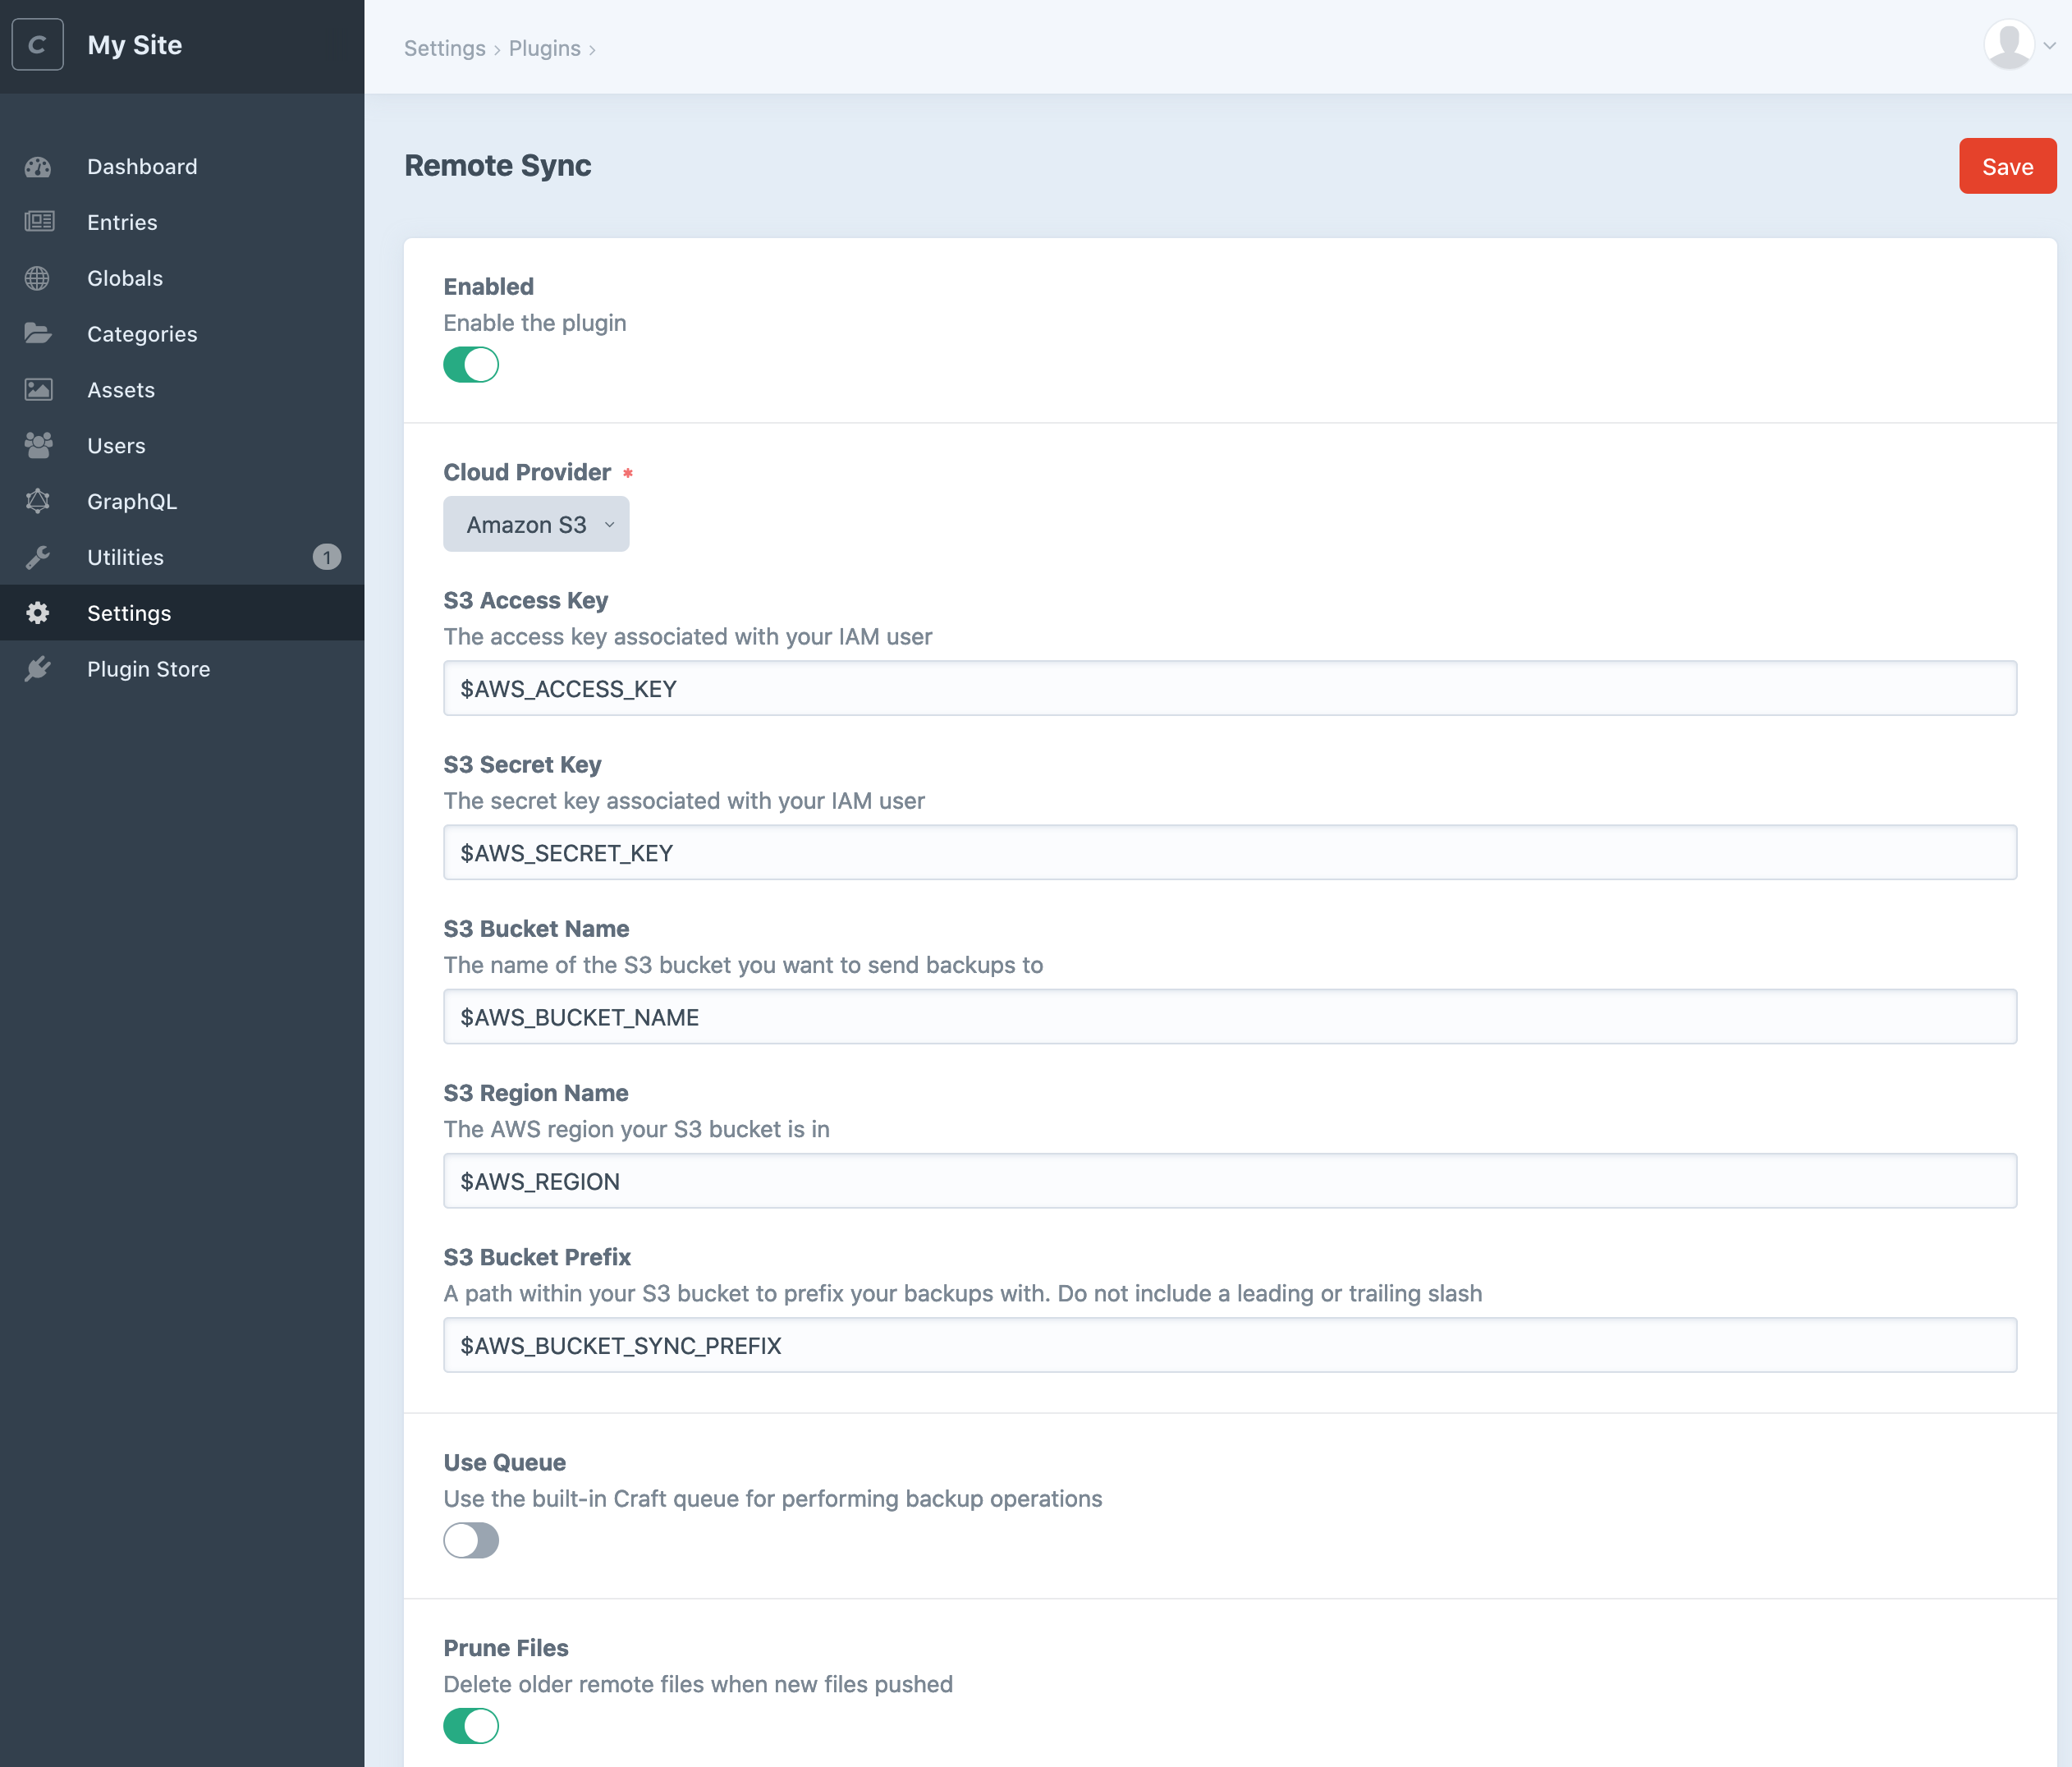 C
My Site
Settings › Plugins ›
Dashboard
Entries
Globals
Categories
Assets
Users
GraphQL
Utilities 1
Settings
Plugin Store
Remote Sync
Save
Enabled
Enable the plugin
Cloud Provider *
Amazon S3
S3 Access Key
The access key associated with your IAM user
$AWS_ACCESS_KEY
S3 Secret Key
The secret key associated with your IAM user
$AWS_SECRET_KEY
S3 Bucket Name
The name of the S3 bucket you want to send backups to
$AWS_BUCKET_NAME
S3 Region Name
The AWS region your S3 bucket is in
$AWS_REGION
S3 Bucket Prefix
A path within your S3 bucket to prefix your backups with. Do not include a leading or trailing slash
$AWS_BUCKET_SYNC_PREFIX
Use Queue
Use the built-in Craft queue for performing backup operations
Prune Files
Delete older remote files when new files pushed